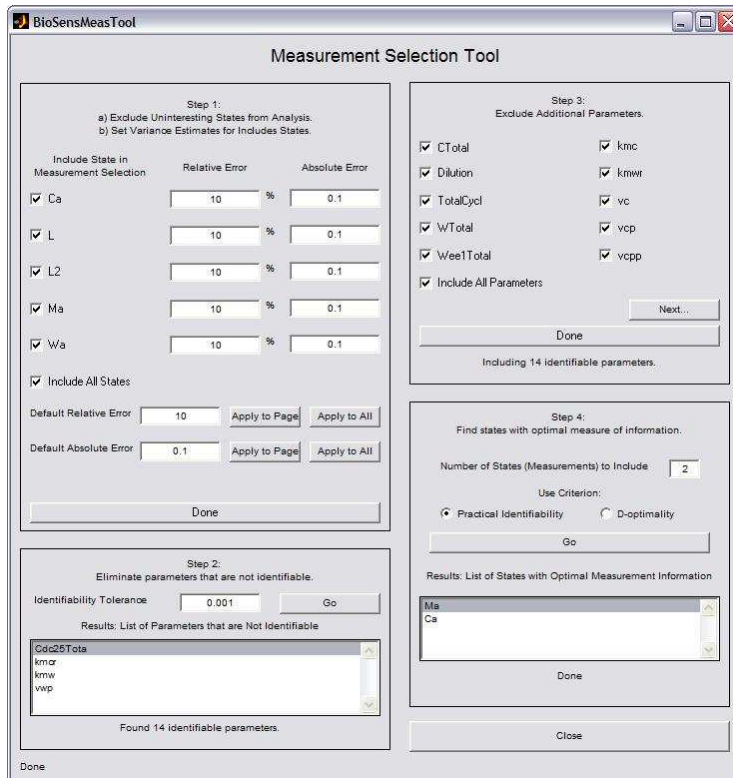 BioSensMeasTool
Measurement Selection Tool
Step 1:
a) Exclude Uninteresting States from Analysis.
b) Set Variance Estimates for Includes States.
Include State in
Measurement Selection
Relative Error
Absolute Error
Ca 10 % 0.1
L 10 % 0.1
L2 10 % 0.1
Ma 10 % 0.1
Wa 10 % 0.1
Include All States
Default Relative Error 10 Apply to Page Apply to All
Default Absolute Error 0.1 Apply to Page Apply to All
Done
Step 2:
Eliminate parameters that are not identifiable.
Identifiability Tolerance 0.001 Go
Results: List of Parameters that are Not Identifiable
Cdc25Tota
kmcr
kmw
vwp
Found 14 identifiable parameters.
Step 3:
Exclude Additional Parameters.
CTotal kmc
Dilution kmwr
TotalCycl vc
WTotal vcp
Wee1Total vcpp
Include All Parameters
Next...
Done
Including 14 identifiable parameters.
Step 4:
Find states with optimal measure of information.
Number of States (Measurements) to Include 2
Use Criterion:
Practical Identifiability D-optimality
Go
Results: List of States with Optimal Measurement Information
Ma
Ca
Done
Close
Done